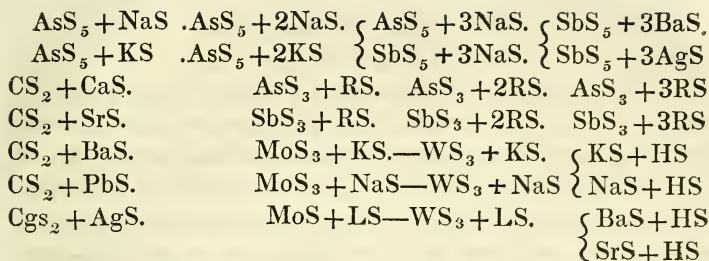 AsS₅ + NaS .AsS₅ + 2NaS. { AsS₅ + 3NaS. { SbS₅ + 3BaS.
AsS₅ + KS .AsS₅ + 2KS { SbS₅ + 3NaS. { SbS₅ + 3AgS
CS₂ + CaS. AsS₃ + RS. AsS₃ + 2RS. AsS₃ + 3RS
CS₂ + SrS. SbS₃ + RS. SbS₃ + 2RS. SbS₃ + 3RS
CS₂ + BaS. MoS₃ + KS.—WS₃ + KS. { KS + HS
CS₂ + PbS. MoS₃ + NaS—WS₃ + NaS { NaS + HS
Cgs₂ + AgS. MoS + LS—WS₃ + LS. { BaS + HS
{ SrS + HS